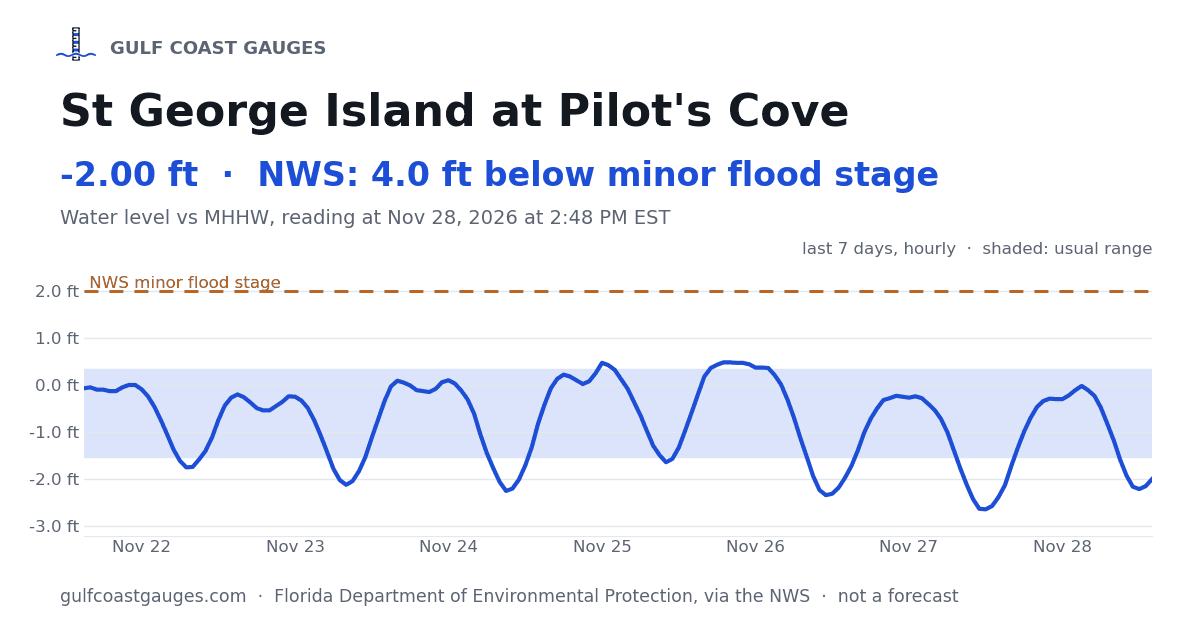 GULF COAST GAUGES
St George Island at Pilot's Cove
-2.00 ft · NWS: 4.0 ft below minor flood stage
Water level vs MHHW, reading at Nov 28, 2026 at 2:48 PM EST
last 7 days, hourly · shaded: usual range
NWS minor flood stage
2.0 ft
1.0 ft
0.0 ft
-1.0 ft
-2.0 ft
-3.0 ft
Nov 22 Nov 23 Nov 24 Nov 25 Nov 26 Nov 27 Nov 28
gulfcoastgauges.com · Florida Department of Environmental Protection, via the NWS · not a forecast